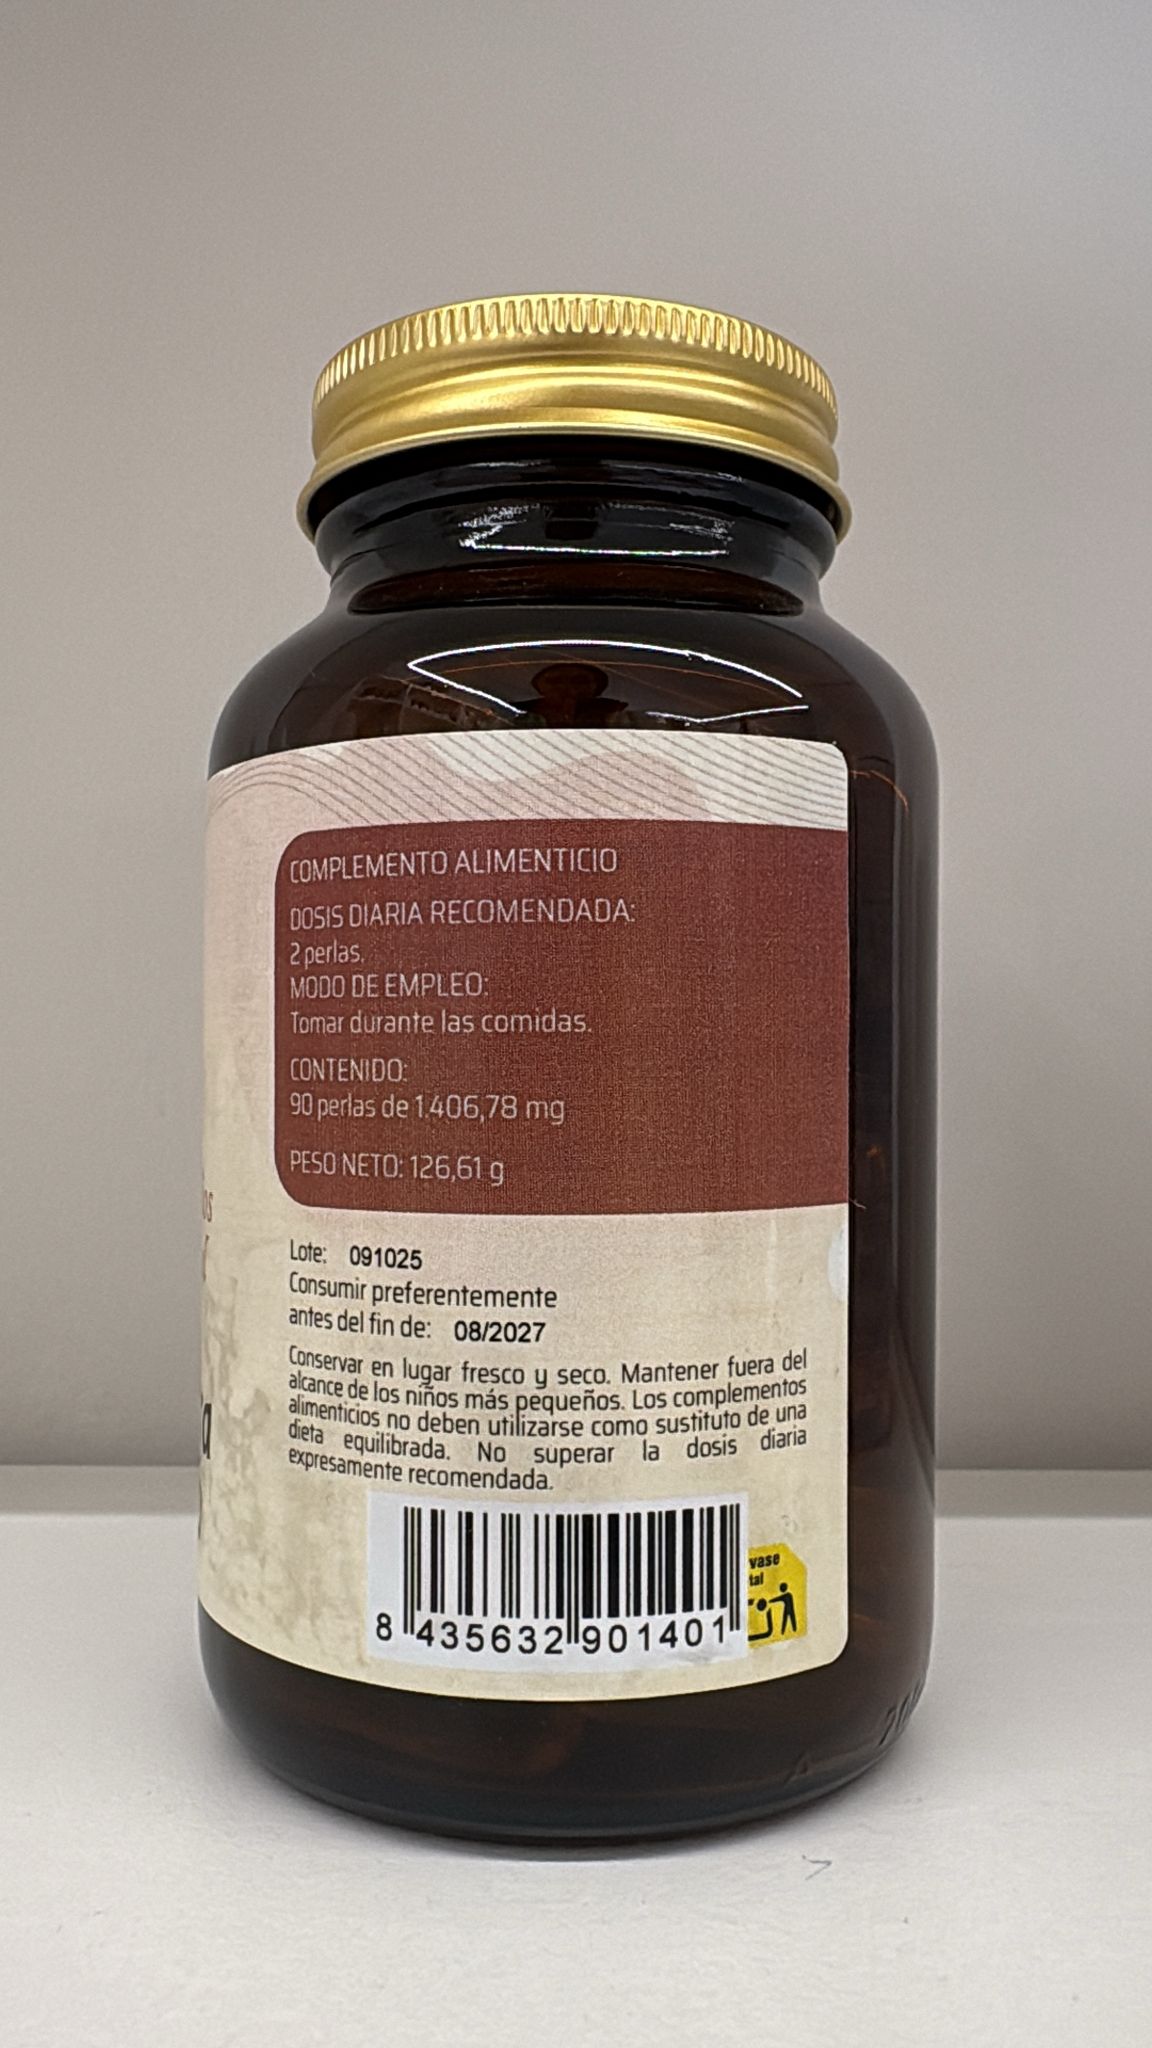 COMPLEMENTO ALIMENTICIO
DOSIS DIARIA RECOMENDADA:
2 perlas.
MODO DE EMPLEO:
Tomar durante las comidas.
CONTENIDO:
90 perlas de 1.406,78 mg
PESO NETO: 126,61 g
Lote: 091025
Consumir preferentemente
antes del fin de: 08/2027
Conservar en lugar fresco y seco. Mantener fuera del
alcance de los niños más pequeños. Los complementos
alimenticios no deben utilizarse como sustituto de una
dieta equilibrada. No superar la dosis diaria
expresamente recomendada.
8 435632 901401